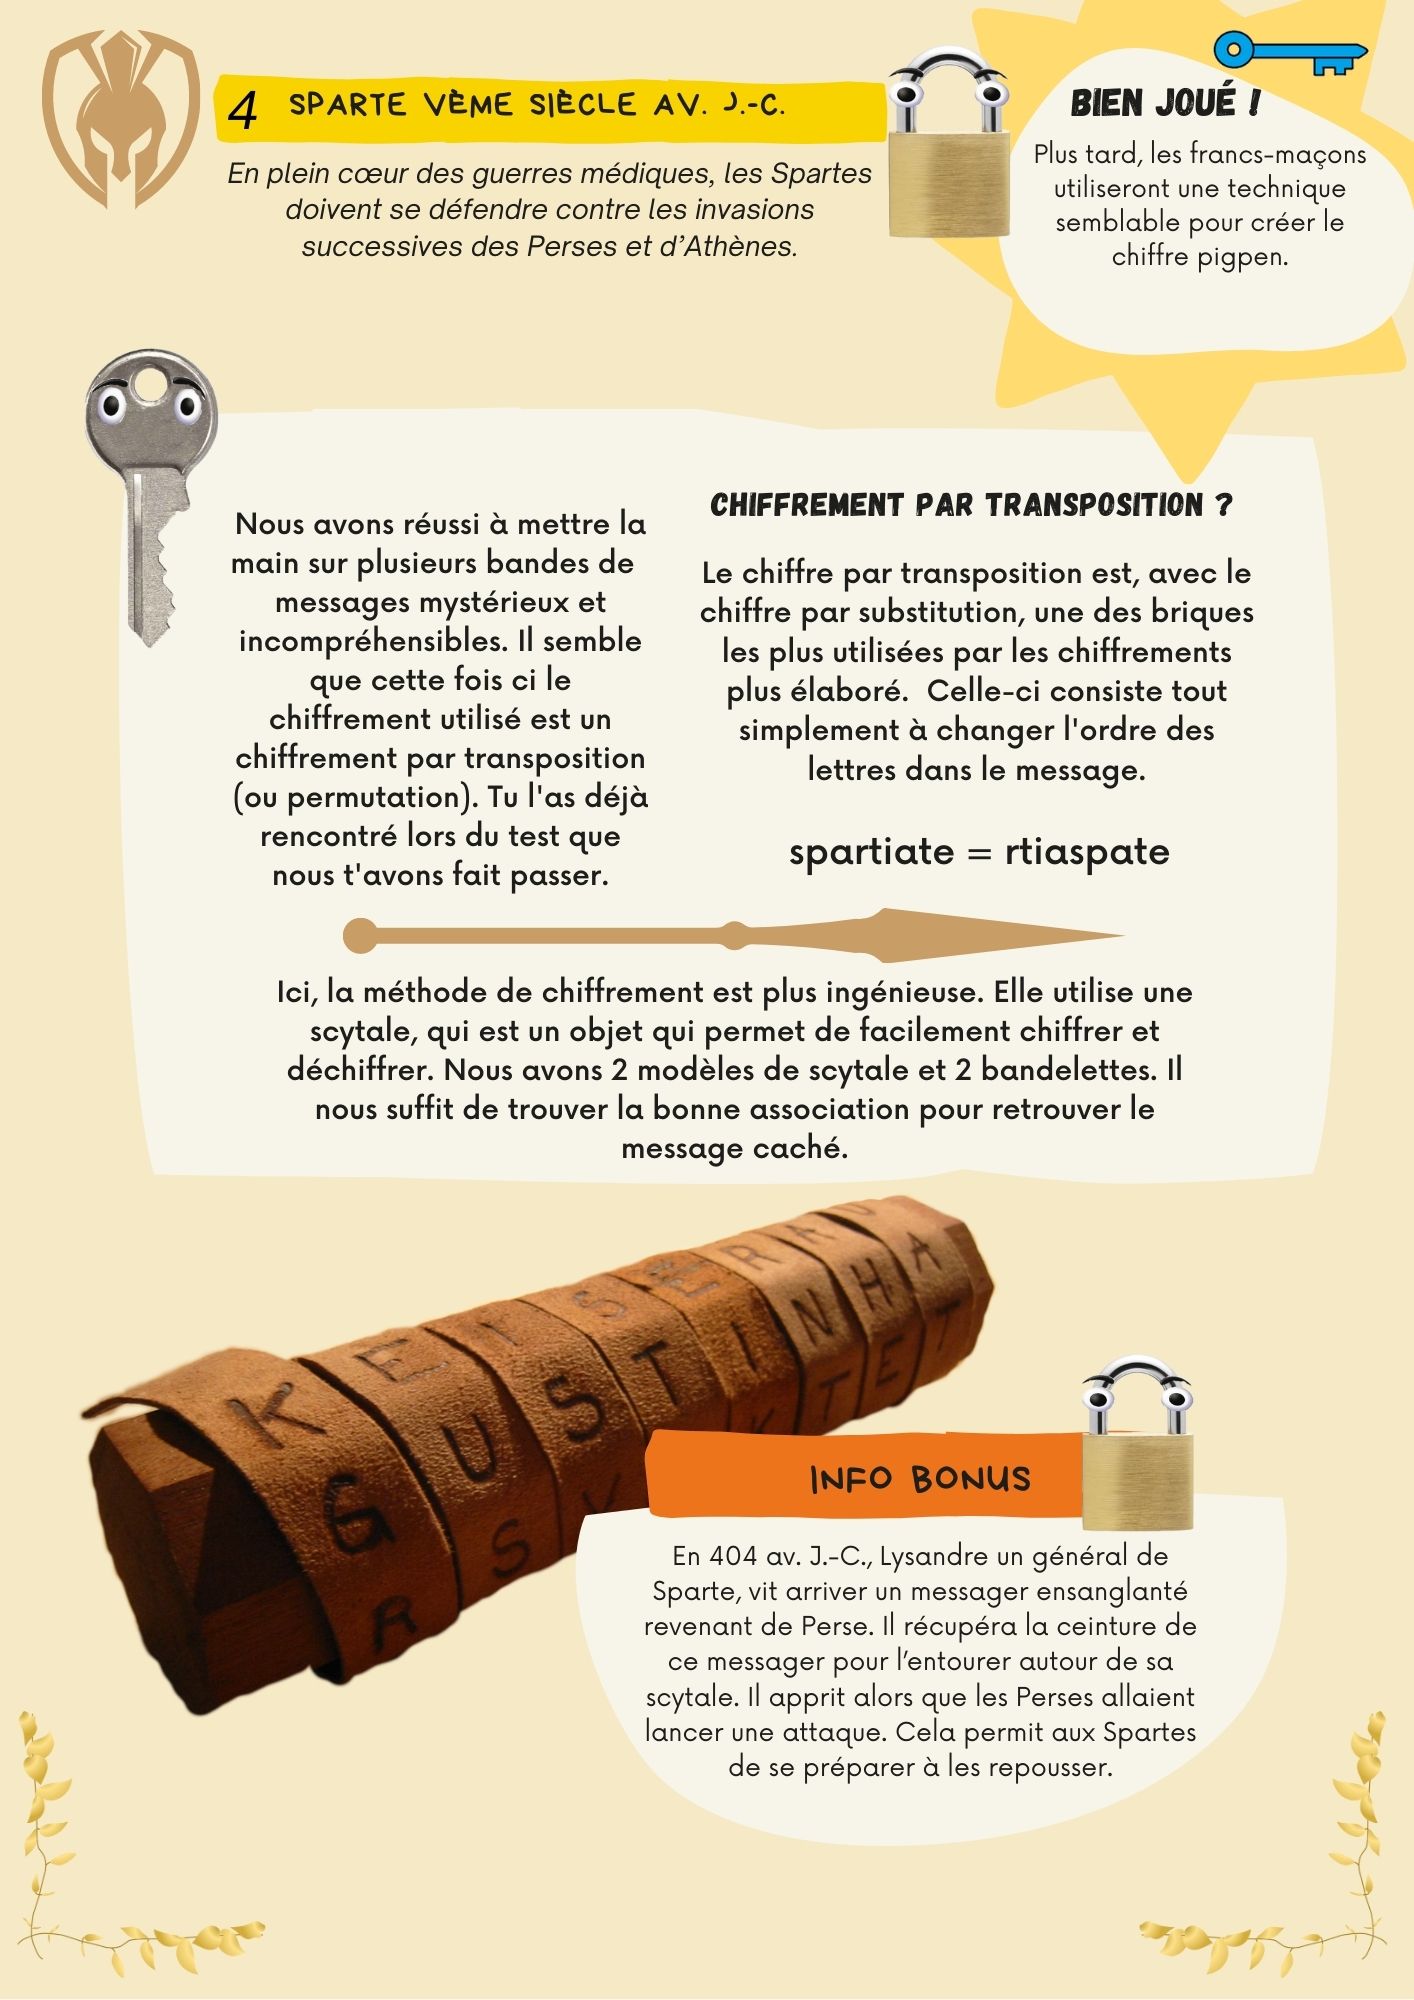 4 SPARTE VÈME SIÈCLE AV. J.-C.
En plein cœur des guerres médiques, les Spartes
doivent se défendre contre les invasions
successives des Perses et d’Athènes.
BIEN JOUÉ !
Plus tard, les francs-maçons
utiliseront une technique
semblable pour créer le
chiffre pigpen.
Nous avons réussi à mettre la
main sur plusieurs bandes de
messages mystérieux et
incompréhensibles. Il semble
que cette fois ci le
chiffrement utilisé est un
chiffrement par transposition
(ou permutation). Tu l'as déjà
rencontré lors du test que
nous t'avons fait passer.
CHIFFREMENT PAR TRANSPOSITION ?
Le chiffre par transposition est, avec le
chiffre par substitution, une des briques
les plus utilisées par les chiffrements
plus élaboré. Celle-ci consiste tout
simplement à changer l'ordre des
lettres dans le message.
spartiate = rtiaspate
Ici, la méthode de chiffrement est plus ingénieuse. Elle utilise une
scytale, qui est un objet qui permet de facilement chiffrer et
déchiffrer. Nous avons 2 modèles de scytale et 2 bandelettes. Il
nous suffit de trouver la bonne association pour retrouver le
message caché.
K E I S E R A U
G U S T I N H A
R S K K T E T
INFO BONUS
En 404 av. J.-C., Lysandre un général de
Sparte, vit arriver un messager ensanglanté
revenant de Perse. Il récupéra la ceinture de
ce messager pour l’entourer autour de sa
scytale. Il apprit alors que les Perses allaient
lancer une attaque. Cela permit aux Spartes
de se préparer à les repousser.